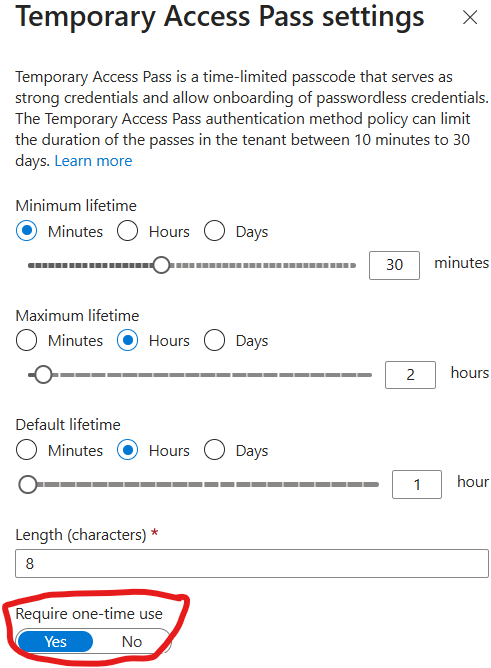 Temporary Access Pass settings
Temporary Access Pass is a time-limited passcode that serves as
strong credentials and allow onboarding of passwordless credentials.
The Temporary Access Pass authentication method policy can limit
the duration of the passes in the tenant between 10 minutes to 30
days. Learn more
Minimum lifetime
Minutes Hours Days
30 minutes
Maximum lifetime
Minutes Hours Days
2 hours
Default lifetime
Minutes Hours Days
1 hour
Length (characters) *
8
Require one-time use
Yes No